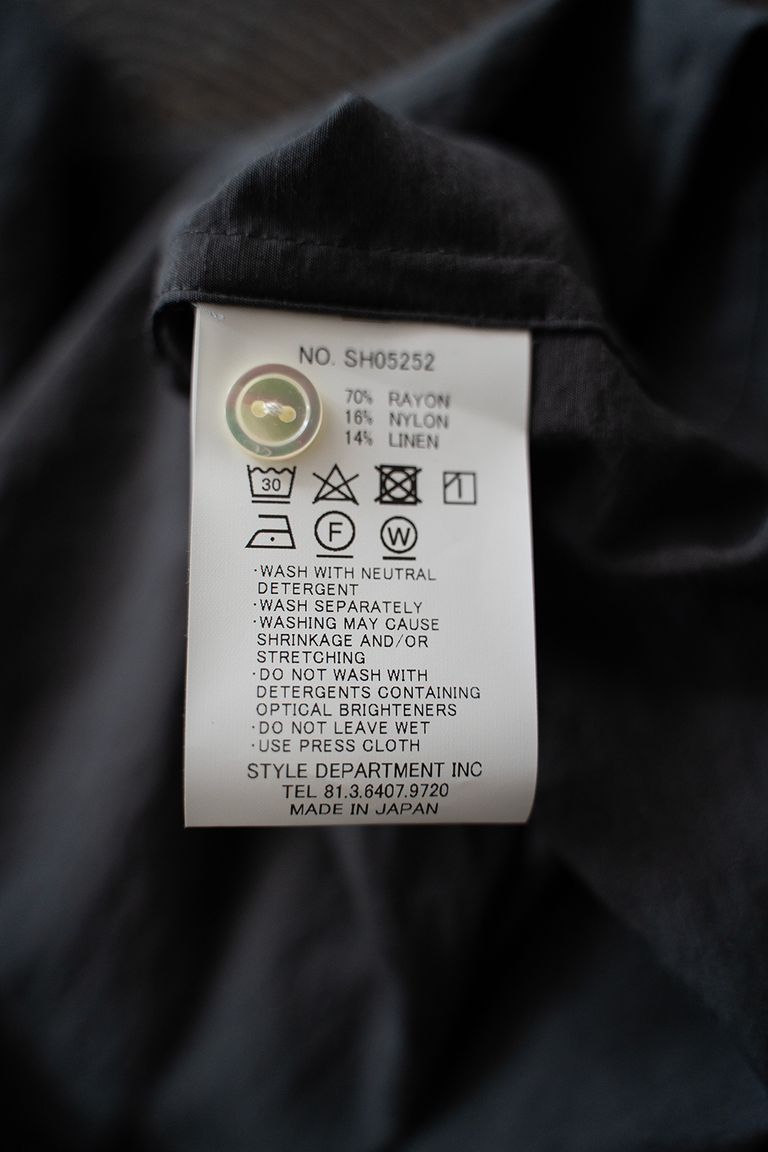 NO. SH05252
70% RAYON
16% NYLON
14% LINEN
30
F W
·WASH WITH NEUTRAL
DETERGENT
·WASH SEPARATELY
·WASHING MAY CAUSE
SHRINKAGE AND/OR
STRETCHING
·DO NOT WASH WITH
DETERGENTS CONTAINING
OPTICAL BRIGHTENERS
·DO NOT LEAVE WET
·USE PRESS CLOTH
STYLE DEPARTMENT INC
TEL 81.3.6407.9720
MADE IN JAPAN